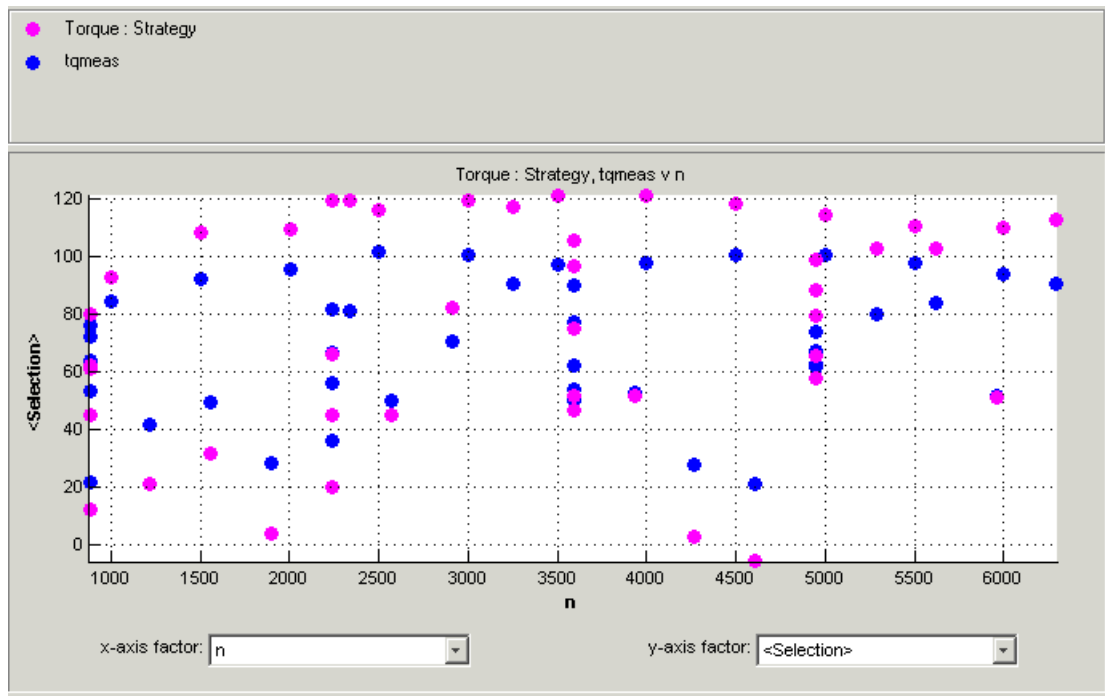 Torque : Strategy
tqmeas
Torque : Strategy, tqmeas v n
120
100
80
60
40
20
0
<Selection>
1000 1500 2000 2500 3000 3500 4000 4500 5000 5500 6000
n
x-axis factor: n y-axis factor: <Selection>